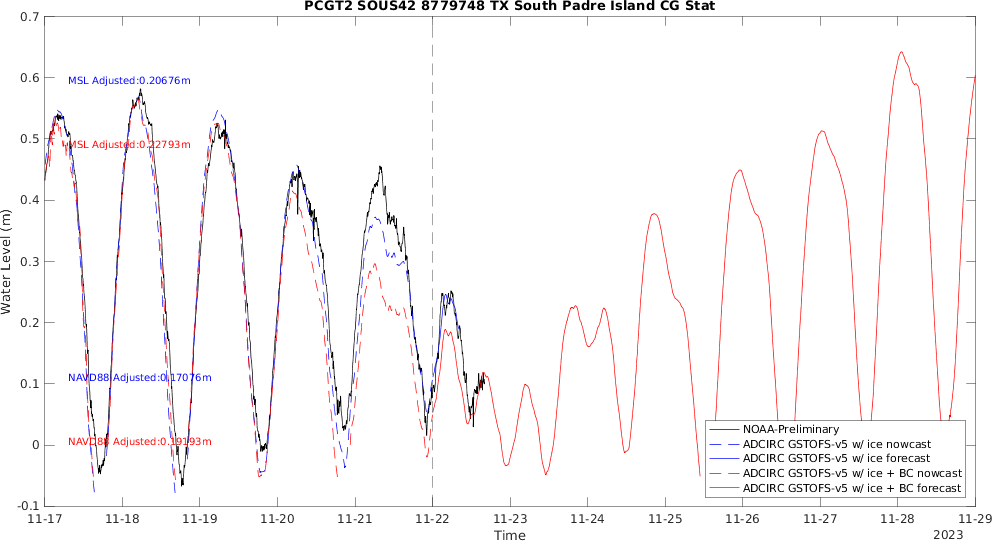 PCGT2 SOUS42 8779748 TX South Padre Island CG Stat
Water Level (m)
0.7
0.6
0.5
0.4
0.3
0.2
0.1
0
-0.1
MSL Adjusted:0.20676m
MSL Adjusted:0.22793m
NAVD88 Adjusted:0.17076m
NAVD88 Adjusted:0.19193m
NOAA-Preliminary
ADCIRC GSTOFS-v5 w/ ice nowcast
ADCIRC GSTOFS-v5 w/ ice forecast
ADCIRC GSTOFS-v5 w/ ice + BC nowcast
ADCIRC GSTOFS-v5 w/ ice + BC forecast
11-17 11-18 11-19 11-20 11-21 11-22 11-23 11-24 11-25 11-26 11-27 11-28 11-29
Time
2023